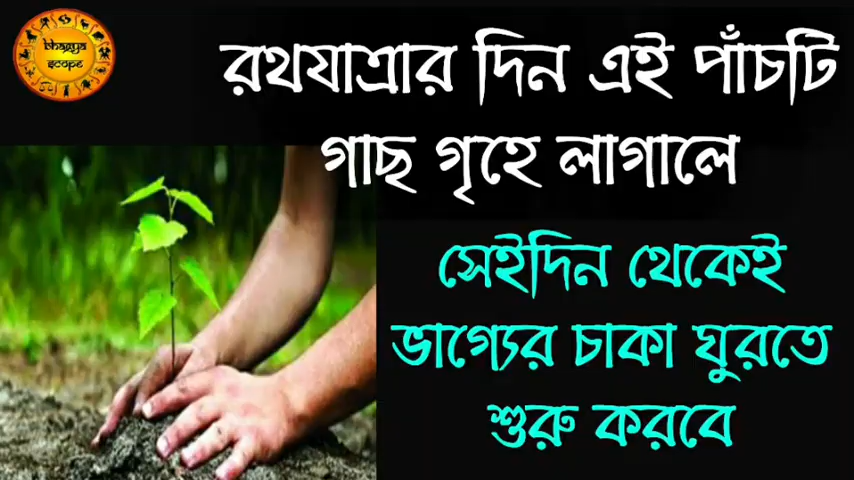 bhagya
scope
রথযাত্রার দিন এই পাঁচটি
গাছ গৃহে লাগালে
সেইদিন থেকেই
ভাগ্যের চাকা ঘুরতে
শুরু করবে